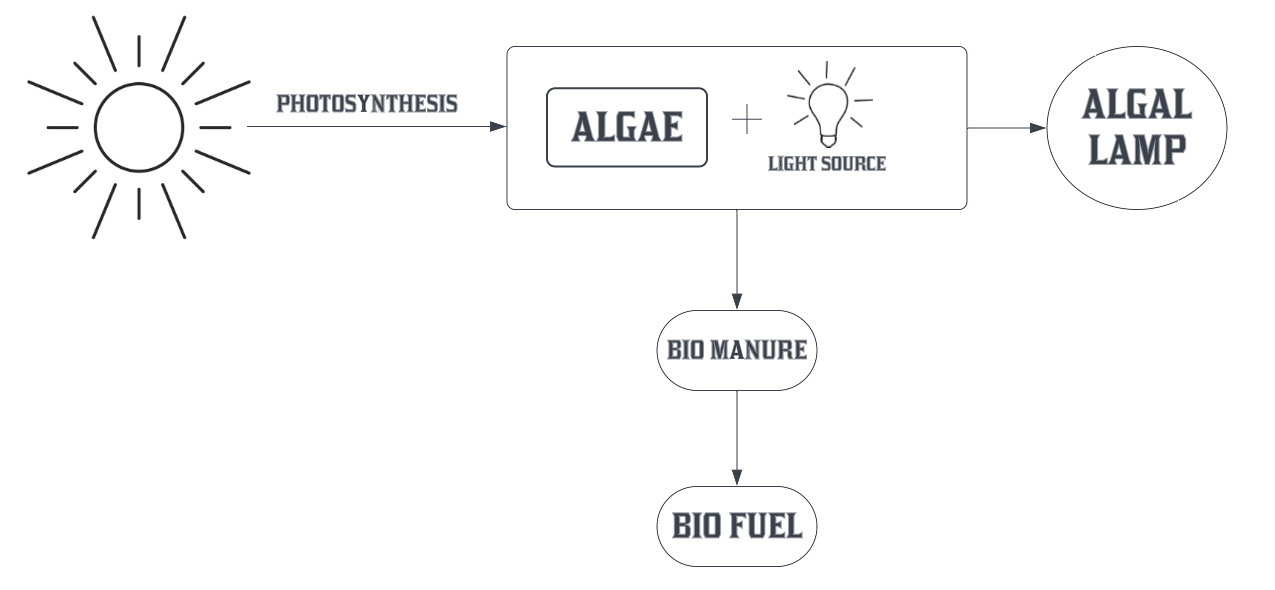 PHOTOSYNTHESIS
ALGAE
LIGHT SOURCE
ALGAL
LAMP
BIO MANURE
BIO FUEL